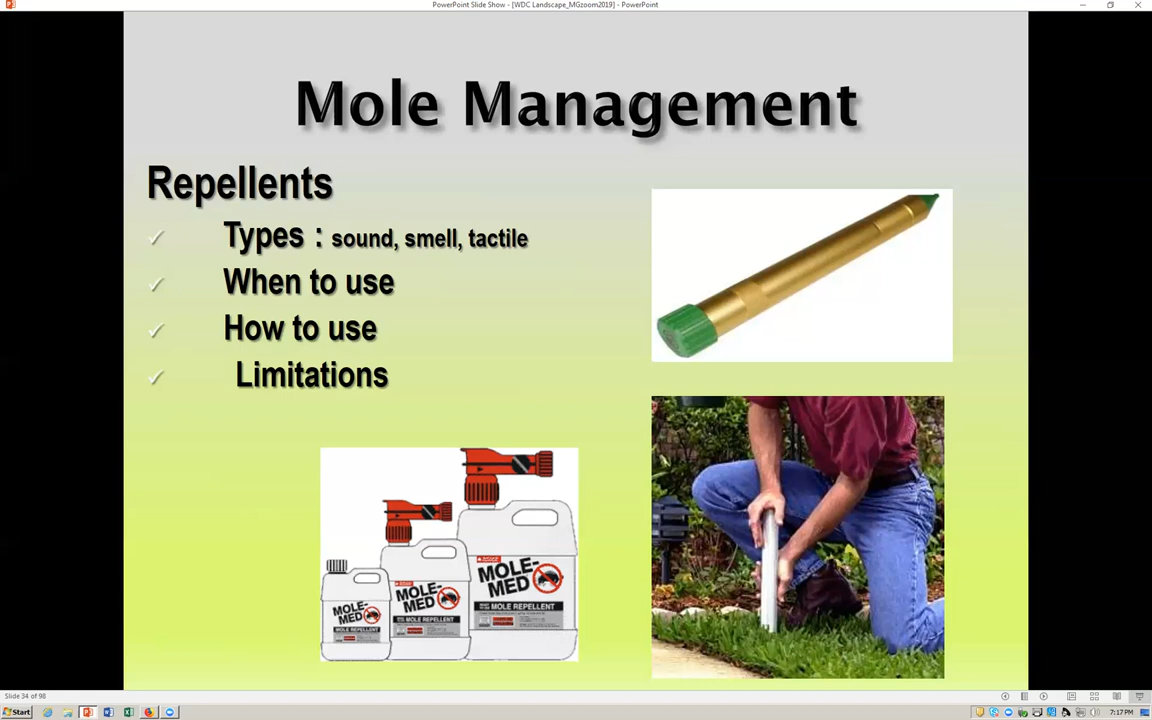 PowerPoint Slide Show - [WDC Landscape_MGzoom2019] - PowerPoint
Mole Management
Repellents
✓ Types : sound, smell, tactile
✓ When to use
✓ How to use
✓ Limitations
MOLE-
MED
MOLE REPELLENT
MOLE-
MED
MOLE REPELLENT
MOLE-
MED
MOLE REPELLENT
Slide 34 of 98
Start
7:17 PM